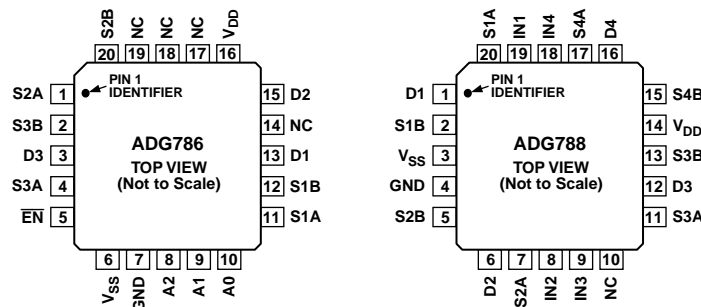 S2B NC NC NC VDD
20 19 18 17 16
S2A 1
S3B 2
D3 3
S3A 4
EN 5
PIN 1
IDENTIFIER
ADG786
TOP VIEW
(Not to Scale)
15 D2
14 NC
13 D1
12 S1B
11 S1A
6 7 8 9 10
VSS GND A2 A1 A0
S1A IN1 IN4 S4A D4
20 19 18 17 16
D1 1
S1B 2
VSS 3
GND 4
S2B 5
PIN 1
IDENTIFIER
ADG788
TOP VIEW
(Not to Scale)
15 S4B
14 VDD
13 S3B
12 D3
11 S3A
6 7 8 9 10
D2 S2A IN2 IN3 NC